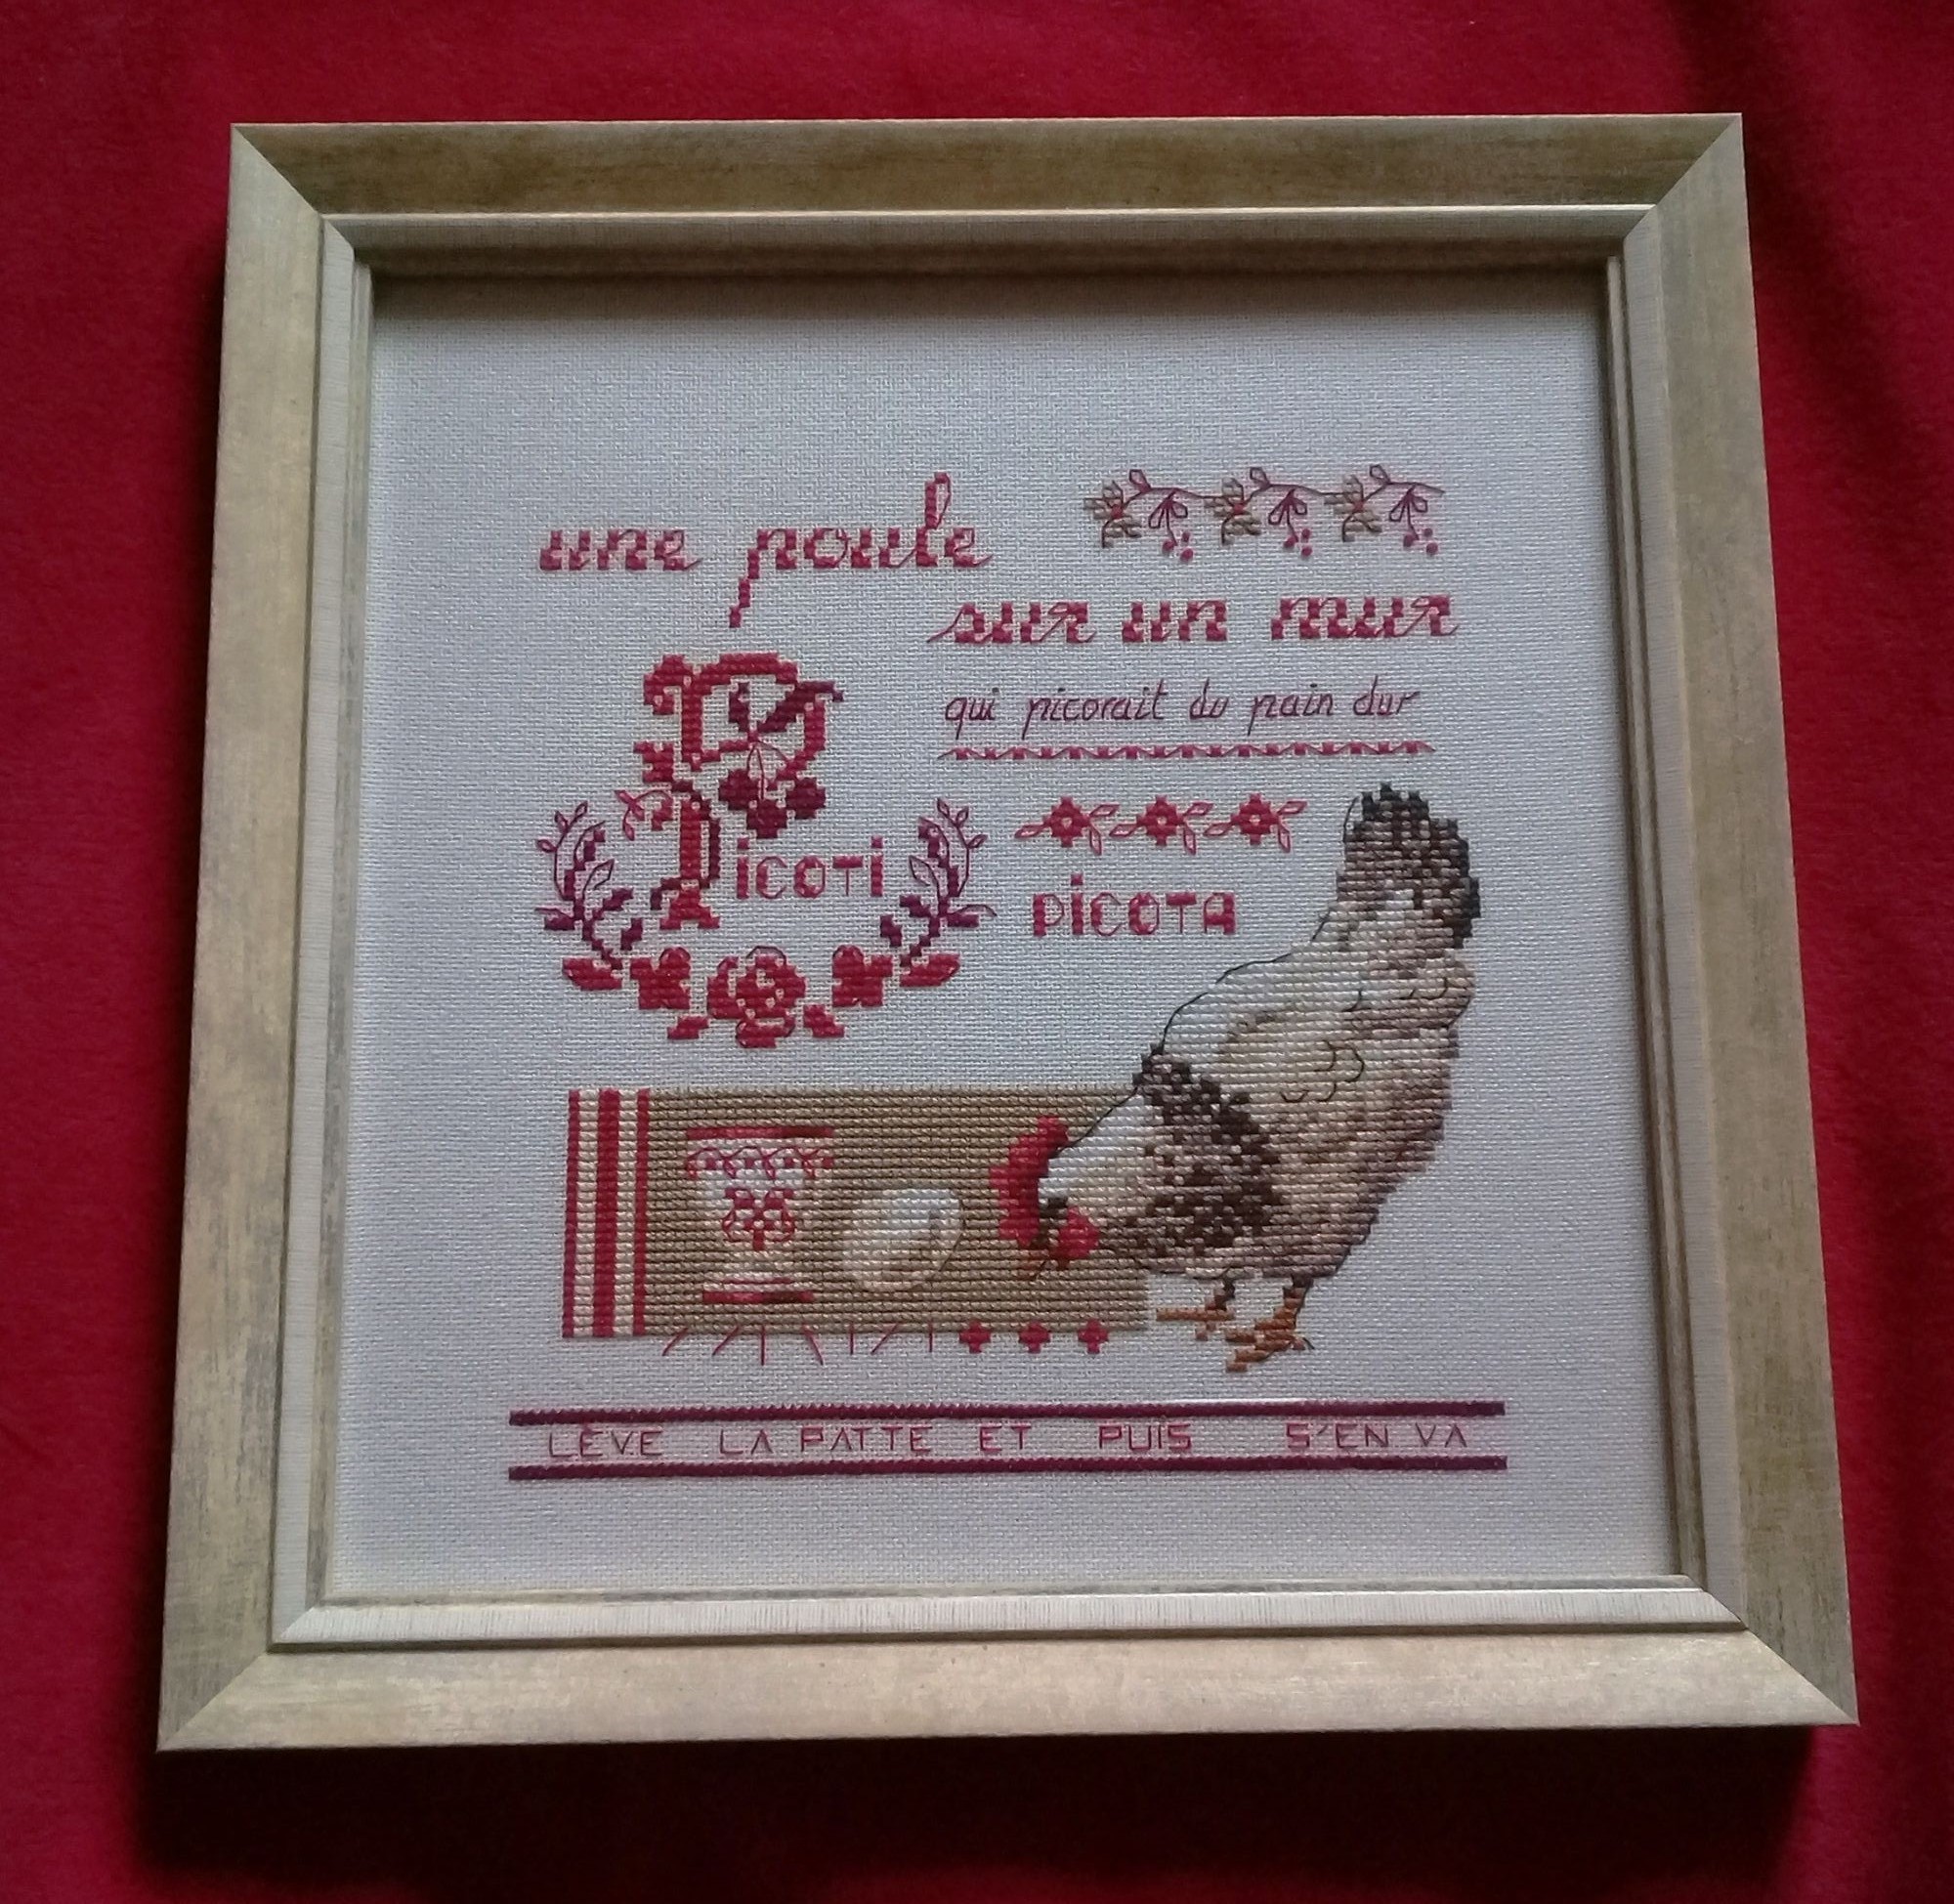 une poule
sur un mur
qui picorait du pain dur
Picoti
PiCOTA
LÈVE LA PATTE ET PUIS S'EN VA